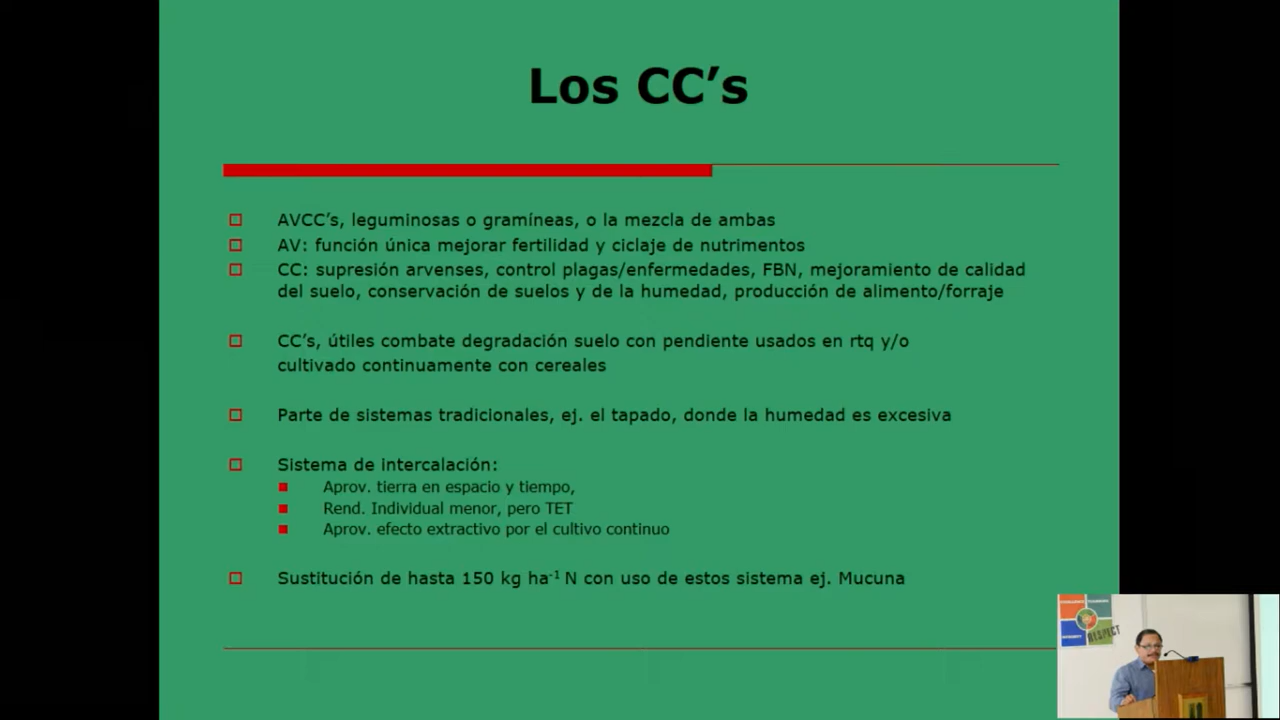 Los CC's
AVCC's, leguminosas o gramíneas, o la mezcla de ambas
AV: función única mejorar fertilidad y ciclaje de nutrimentos
CC: supresión arvenses, control plagas/enfermedades, FBN, mejoramiento de calidad
del suelo, conservación de suelos y de la humedad, producción de alimento/forraje
CC's, útiles combate degradación suelo con pendiente usados en rtq y/o
cultivado continuamente con cereales
Parte de sistemas tradicionales, ej. el tapado, donde la humedad es excesiva
Sistema de intercalación:
Aprov. tierra en espacio y tiempo,
Rend. Individual menor, pero TET
Aprov. efecto extractivo por el cultivo continuo
Sustitución de hasta 150 kg ha⁻¹ N con uso de estos sistema ej. Mucuna
RESPECT